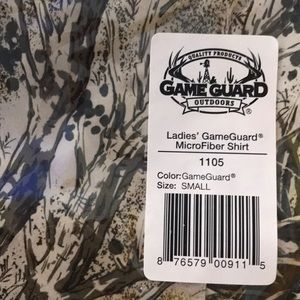 QUALITY PRODUCTS
GAME GUARD
OUTDOORS
®
Ladies' GameGuard®
MicroFiber Shirt
1105
Color:GameGuard®
Size: SMALL
8 76579 00911 5